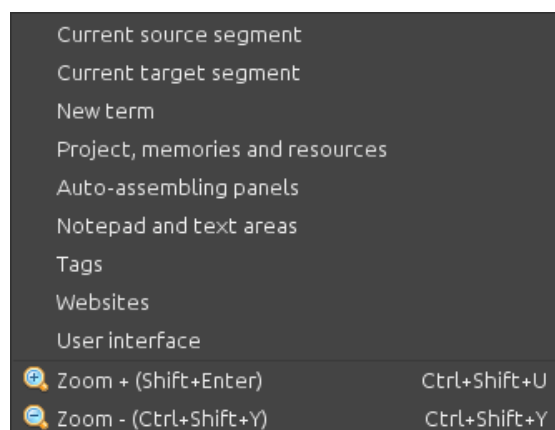 Current source segment
Current target segment
New term
Project, memories and resources
Auto-assembling panels
Notepad and text areas
Tags
Websites
User interface
Zoom + (Shift+Enter) Ctrl+Shift+U
Zoom - (Ctrl+Shift+Y) Ctrl+Shift+Y